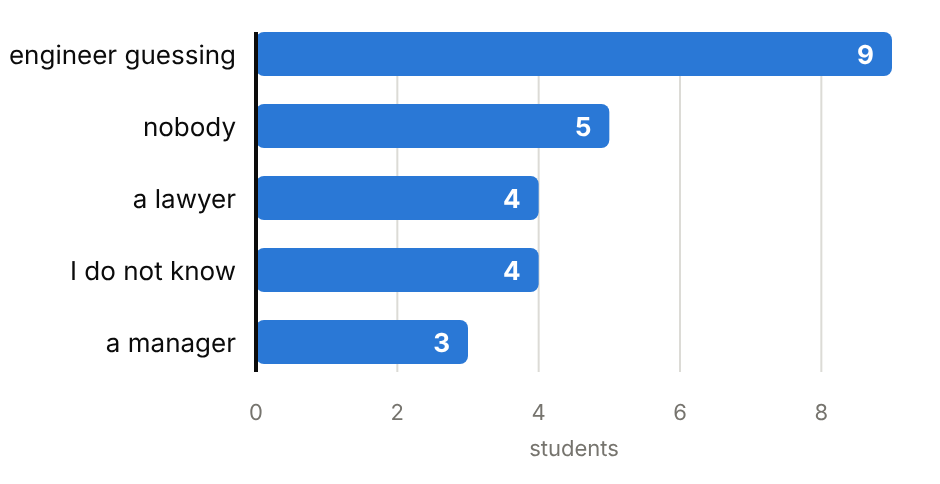 engineer guessing
9
nobody
5
a lawyer
4
I do not know
4
a manager
3
0 2 4 6 8
students